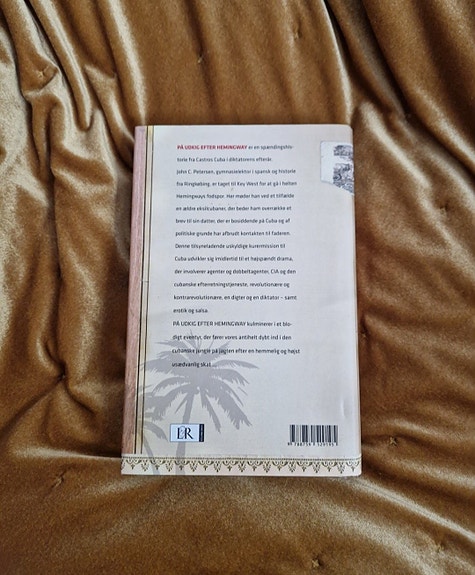 PÅ UDKIG EFTER HEMINGWAY er en spændingshis-
torie fra Castros Cuba i diktatorens efterår.
John C. Petersen, gymnasielektor i spansk og historie
fra Ringkøbing, er taget til Key West for at gå i helten
Hemingways fodspor. Her møder han ved et tilfælde
en ældre eksilcubaner, der beder ham overrække et
brev til sin datter, der er bosiddende på Cuba og af
politiske grunde har afbrudt kontakten til faderen.
Denne tilsyneladende uskyldige kurermission til
Cuba udvikler sig imidlertid til et højspændt drama,
der involverer agenter og dobbeltagenter, CIA og den
cubanske efterretningstjeneste, revolutionære og
kontrarevolutionære, en digter og en diktator – samt
erotik og salsa.
PÅ UDKIG EFTER HEMINGWAY kulminerer i et blo-
digt eventyr, der fører vores antihelt dybt ind i den
cubanske jungle på jagten efter en hemmelig og højst
usædvanlig skat ...
L&R